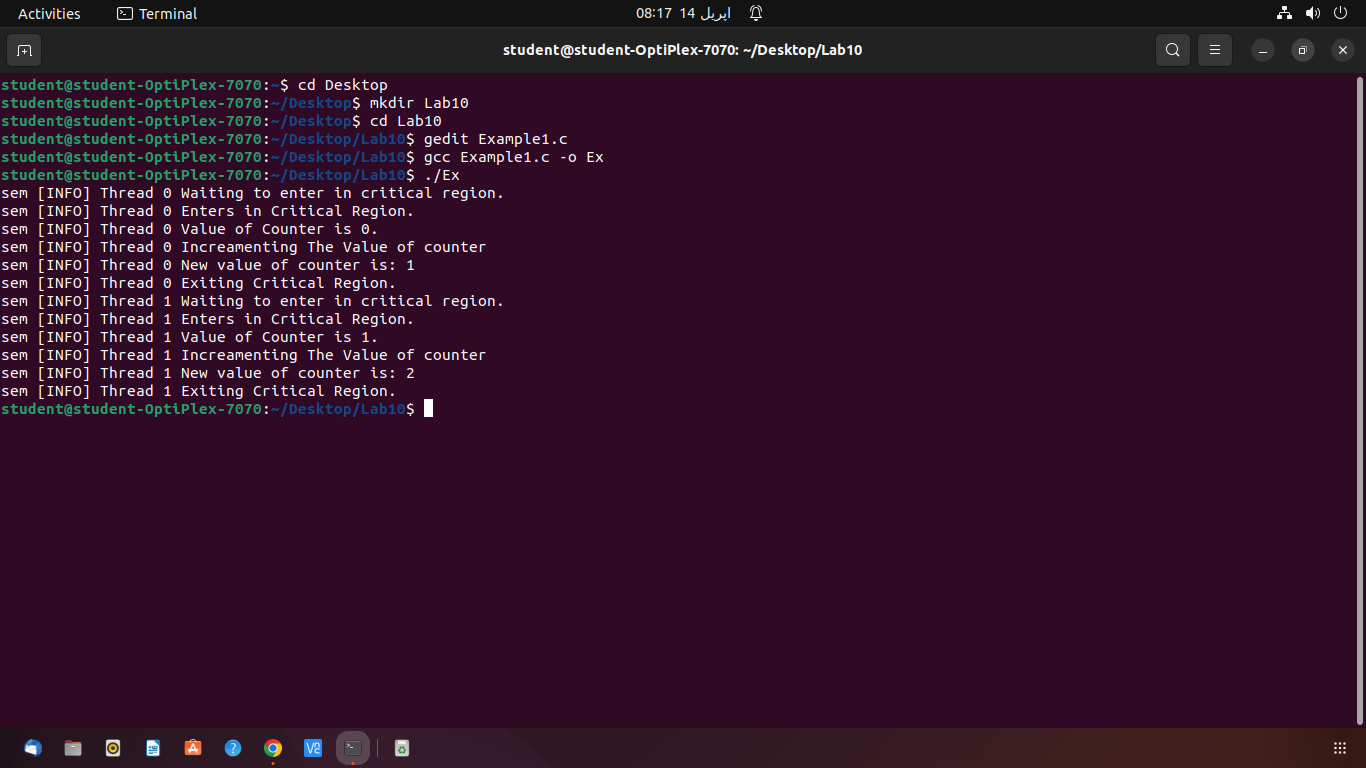 Activities
Terminal
08:17 14 اپریل
student@student-OptiPlex-7070: ~/Desktop/Lab10
student@student-OptiPlex-7070:~$ cd Desktop
student@student-OptiPlex-7070:~/Desktop$ mkdir Lab10
student@student-OptiPlex-7070:~/Desktop$ cd Lab10
student@student-OptiPlex-7070:~/Desktop/Lab10$ gedit Example1.c
student@student-OptiPlex-7070:~/Desktop/Lab10$ gcc Example1.c -o Ex
student@student-OptiPlex-7070:~/Desktop/Lab10$ ./Ex
sem [INFO] Thread 0 Waiting to enter in critical region.
sem [INFO] Thread 0 Enters in Critical Region.
sem [INFO] Thread 0 Value of Counter is 0.
sem [INFO] Thread 0 Increamenting The Value of counter
sem [INFO] Thread 0 New value of counter is: 1
sem [INFO] Thread 0 Exiting Critical Region.
sem [INFO] Thread 1 Waiting to enter in critical region.
sem [INFO] Thread 1 Enters in Critical Region.
sem [INFO] Thread 1 Value of Counter is 1.
sem [INFO] Thread 1 Increamenting The Value of counter
sem [INFO] Thread 1 New value of counter is: 2
sem [INFO] Thread 1 Exiting Critical Region.
student@student-OptiPlex-7070:~/Desktop/Lab10$